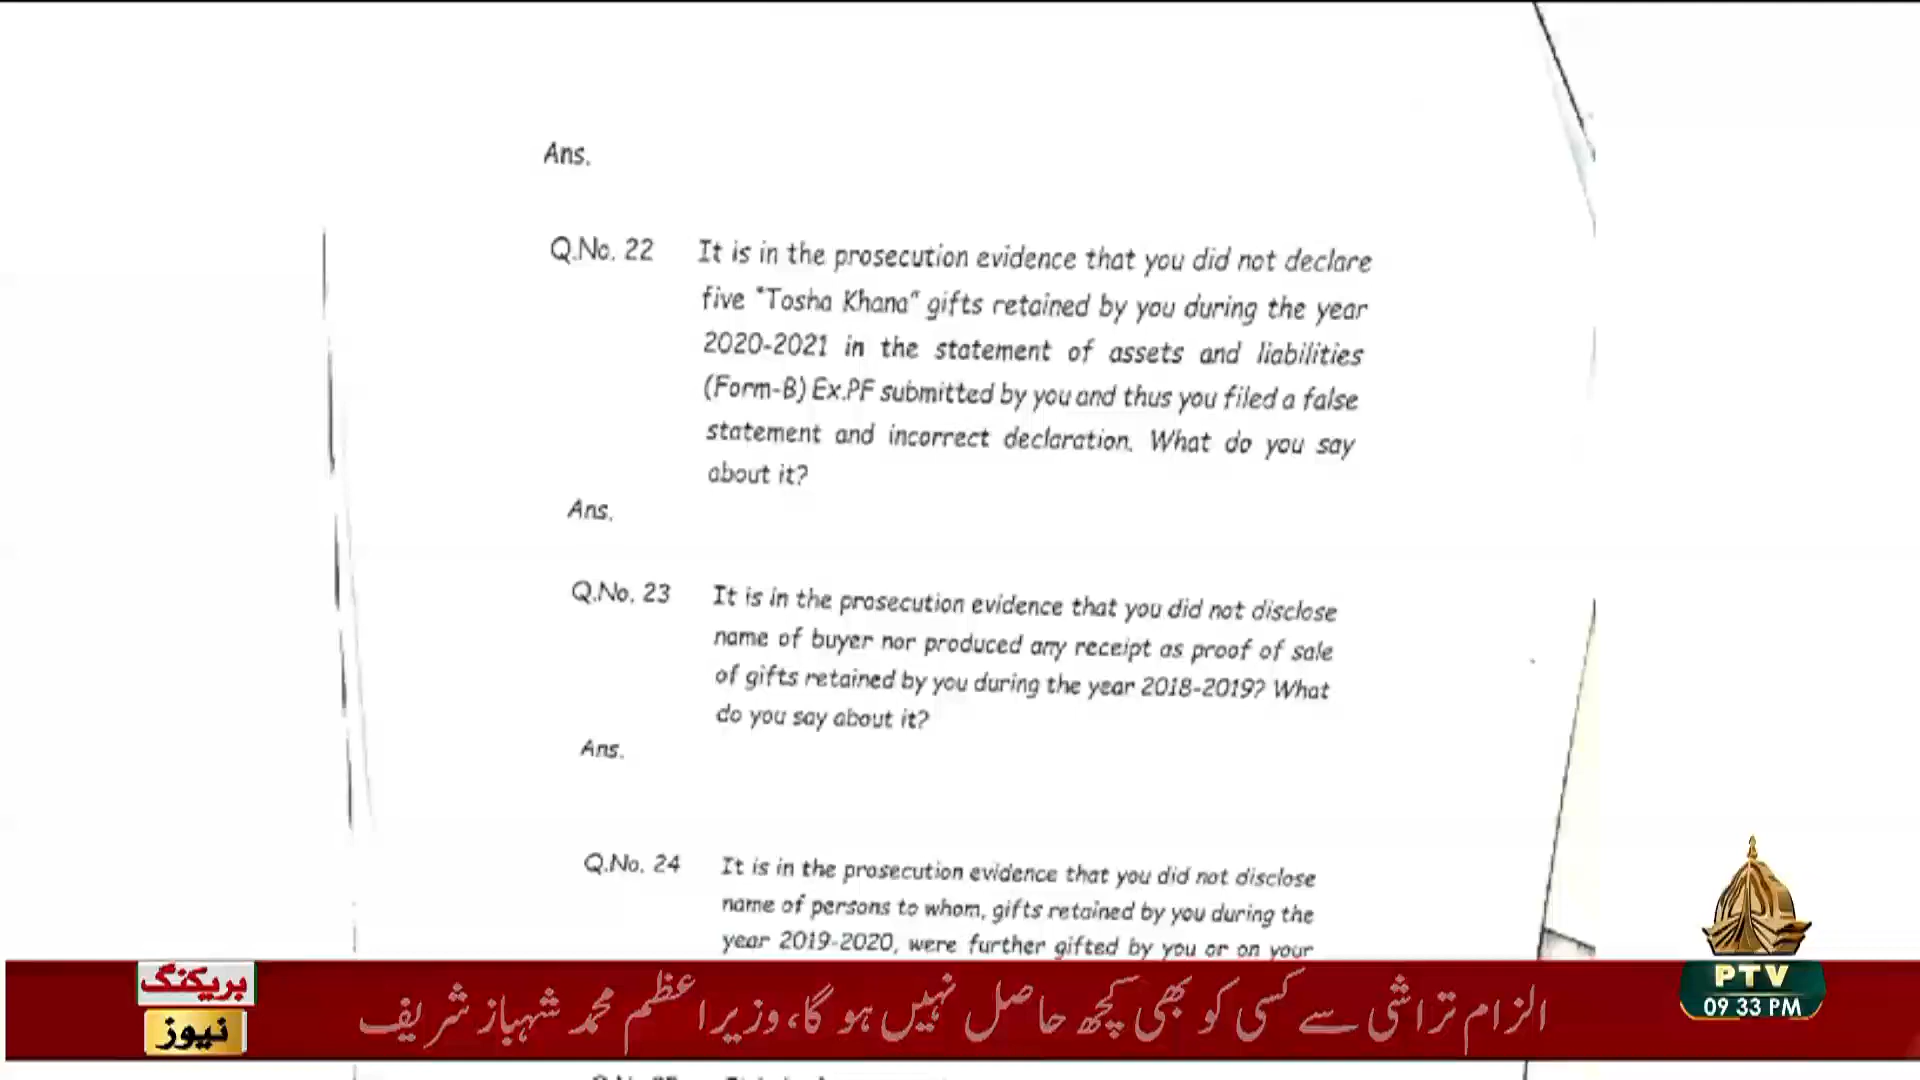 Ans.
Q.No. 22 It is in the prosecution evidence that you did not declare
five "Tosha Khana" gifts retained by you during the year
2020-2021 in the statement of assets and liabilities
(Form-B) Ex.PF submitted by you and thus you filed a false
statement and incorrect declaration. What do you say
about it?
Ans.
Q.No. 23 It is in the prosecution evidence that you did not disclose
name of buyer nor produced any receipt as proof of sale
of gifts retained by you during the year 2018-2019? What
do you say about it?
Ans.
Q.No. 24 It is in the prosecution evidence that you did not disclose
name of persons to whom, gifts retained by you during the
year 2019-2020, were further gifted by you or on your
بریکنگ
نیوز
الزام تراشی سے کسی کو بھی کچھ حاصل نہیں ہو گا، وزیراعظم محمد شہباز شریف
PTV
09 33 PM